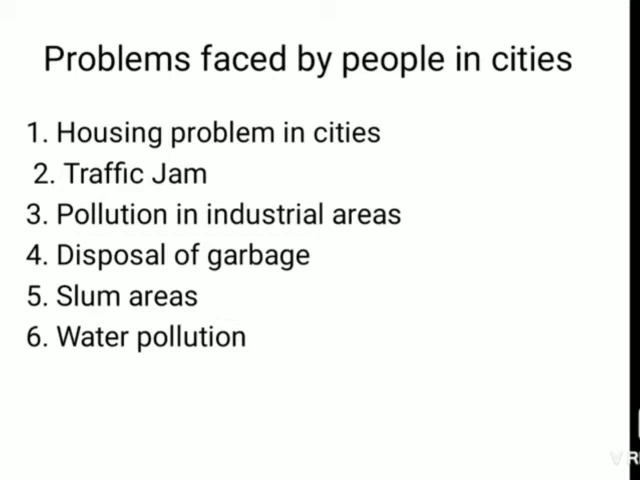 Problems faced by people in cities
1. Housing problem in cities
2. Traffic Jam
3. Pollution in industrial areas
4. Disposal of garbage
5. Slum areas
6. Water pollution